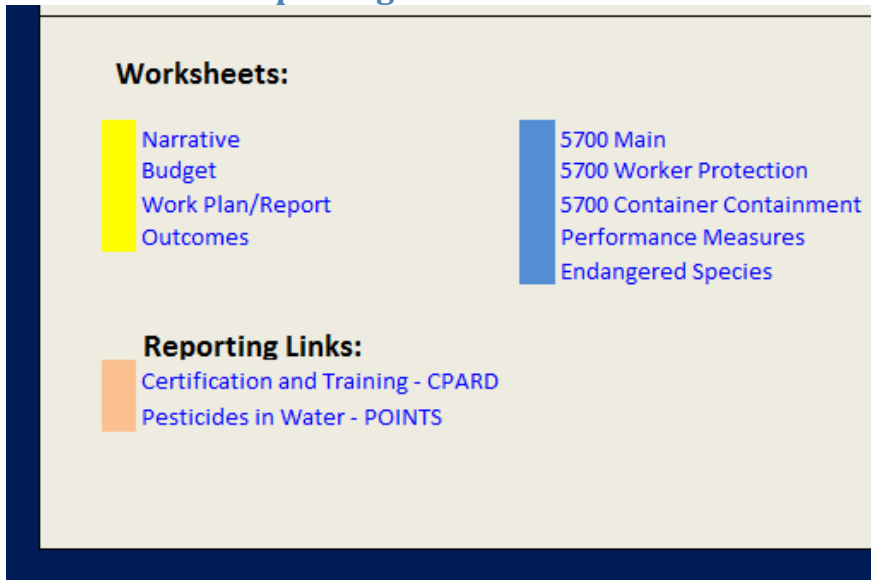 Worksheets:
Narrative
Budget
Work Plan/Report
Outcomes
5700 Main
5700 Worker Protection
5700 Container Containment
Performance Measures
Endangered Species
Reporting Links:
Certification and Training - CPARD
Pesticides in Water - POINTS